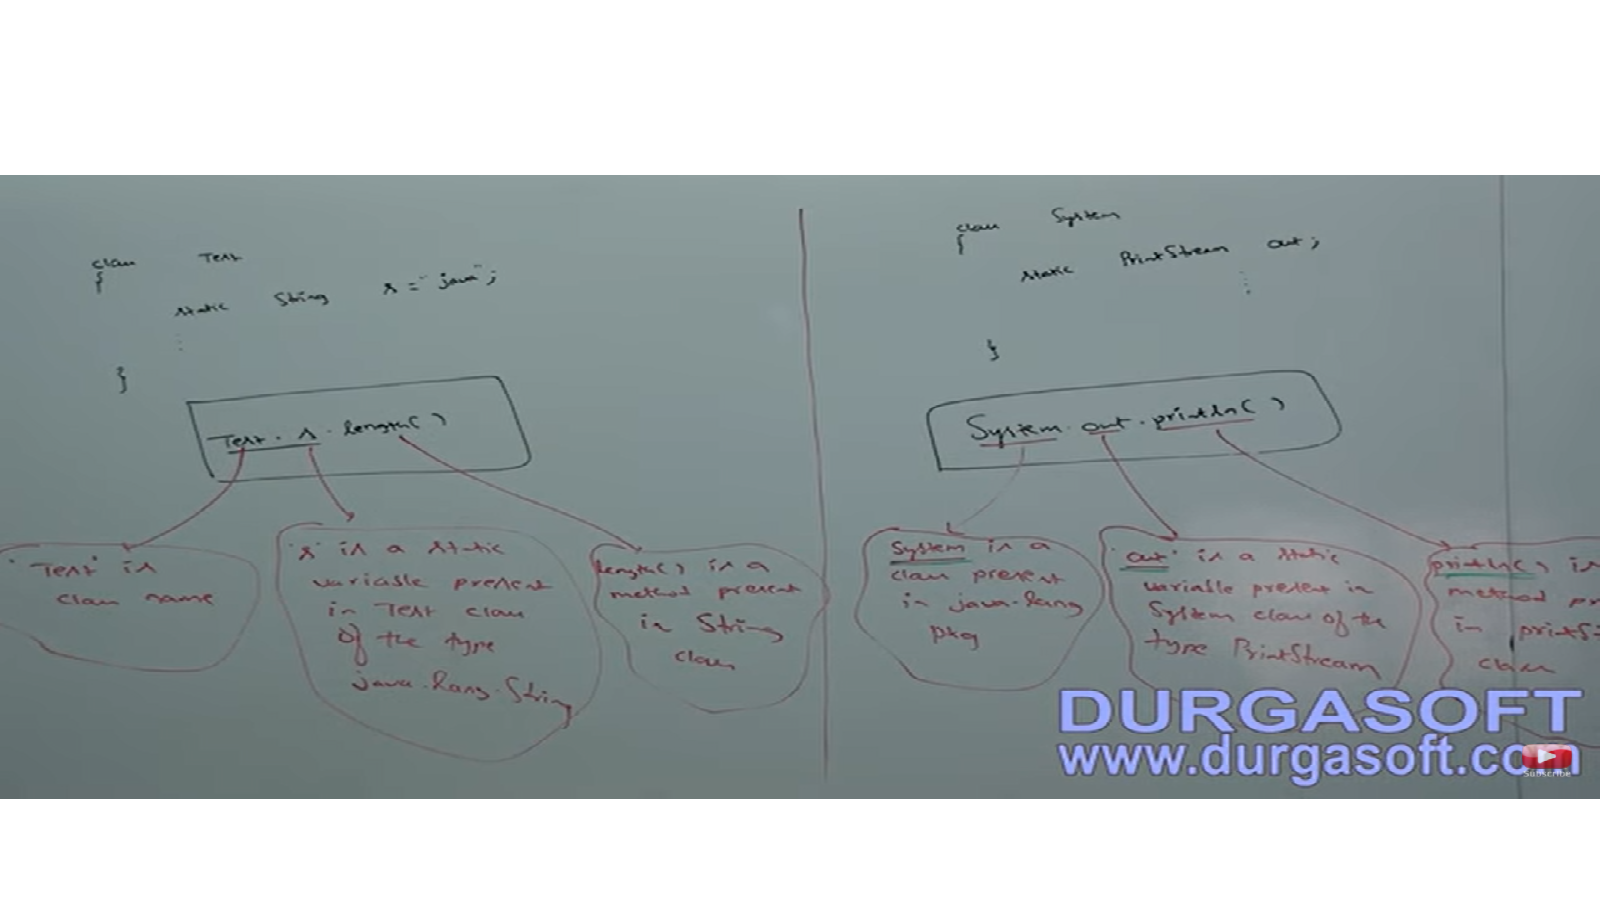 class Test
{
static String s = "java";
}
Test.s.length()
'Test' is
class name
's' is a static
variable present
in Test class
of the type
java.lang.String
length() is a
method present
in String
class
class System
{
static PrintStream out;
}
System.out.println()
System is a
class present
in java.lang
pkg
'out' is a static
variable present in
System class of the
type PrintStream
println() is
method pr
in printS
class
DURGASOFT
www.durgasoft.com
Subscribe